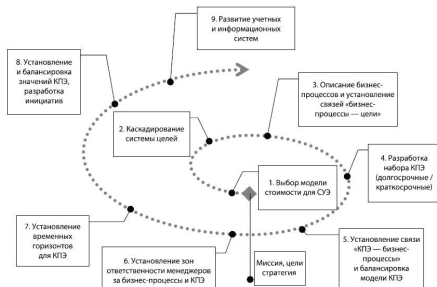 9. Развитие учетных
и информационных
систем
8. Установление
и балансировка
значений КПЭ,
разработка
инициатив
3. Описание бизнес-
процессов и установление
связей «бизнес-
процессы — цели»
2. Каскадирование
системы целей
4. Разработка
набора КПЭ
(долгосрочные /
краткосрочные)
1. Выбор модели
стоимости для СУЭ
7. Установление
временных
горизонтов
для КПЭ
6. Установление зон
ответственности менеджеров
за бизнес-процессы и КПЭ
Миссия, цели
стратегия
5. Установление связи
«КПЭ — бизнес-
процессы»
и балансировка
модели КПЭ